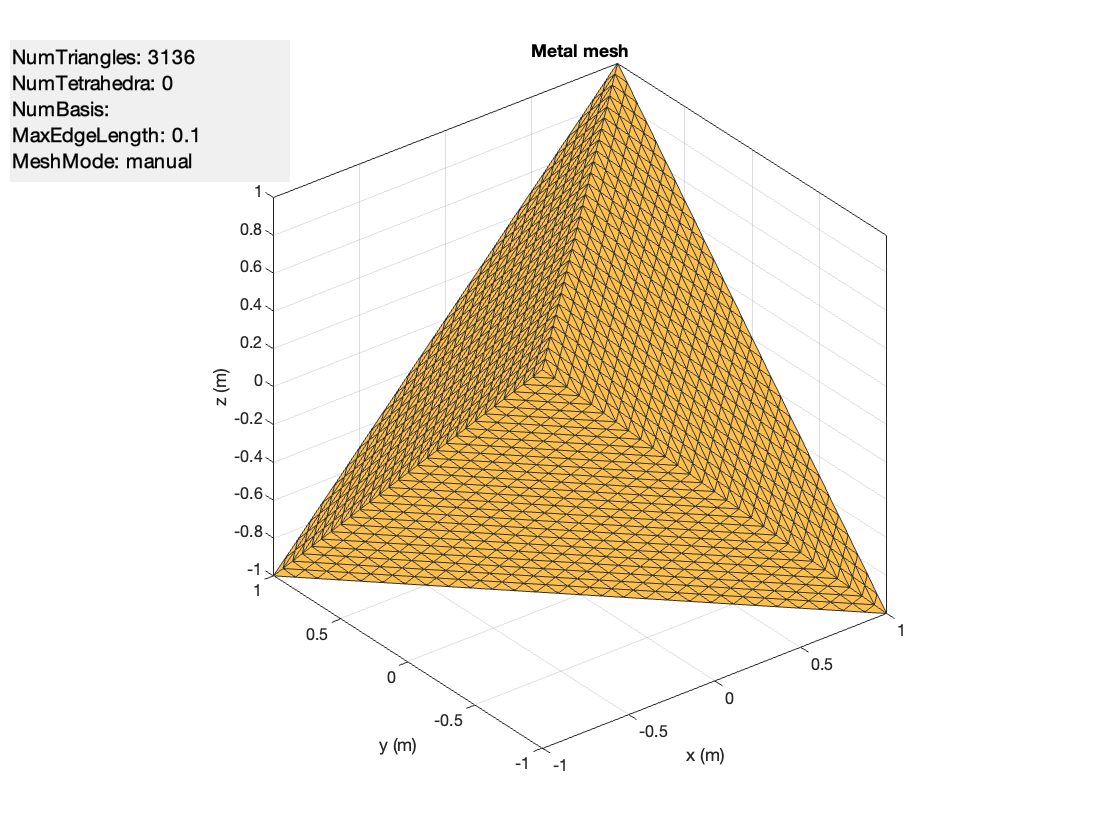 NumTriangles: 3136
NumTetrahedra: 0
NumBasis:
MaxEdgeLength: 0.1
MeshMode: manual
Metal mesh
1
0.8
0.6
0.4
0.2
0
-0.2
-0.4
-0.6
-0.8
-1
z (m)
1
0.5
0
-0.5
-1
y (m)
-1
-0.5
0
0.5
1
x (m)